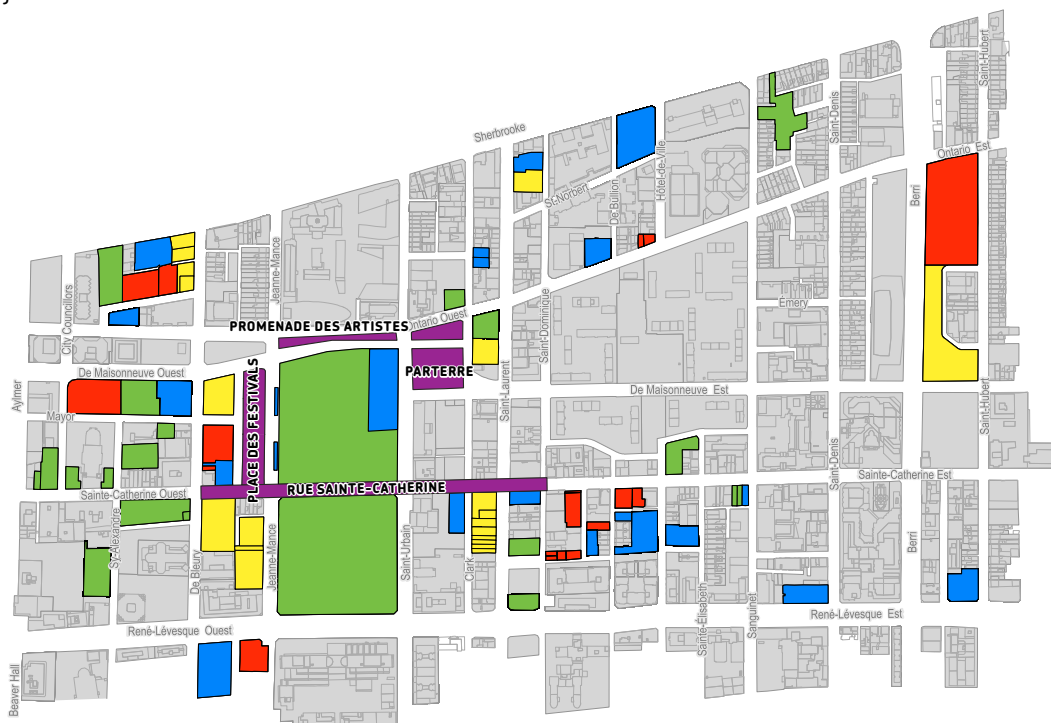 Sherbrooke
Saint-Hubert
Saint-Denis
Ontario Est
Hôtel-de-Ville
St-Norbert
De Bullion
Berri
Jeanne-Mance
City Councillors
Émery
PROMENADE DES ARTISTES
Ontario Ouest
Saint-Dominique
De Maisonneuve Ouest
PARTERRE
Saint-Laurent
De Maisonneuve Est
Aylmer
Mayor
PLACE DES FESTIVALS
Saint-Hubert
Saint-Denis
Sainte-Catherine Est
Sainte-Catherine Ouest
RUE SAINTE-CATHERINE
St-Alexandre
De Bleury
Jeanne-Mance
Saint-Urbain
Clark
Berri
Sainte-Élisabeth
Sanguinet
René-Lévesque Est
René-Lévesque Ouest
Beaver Hall